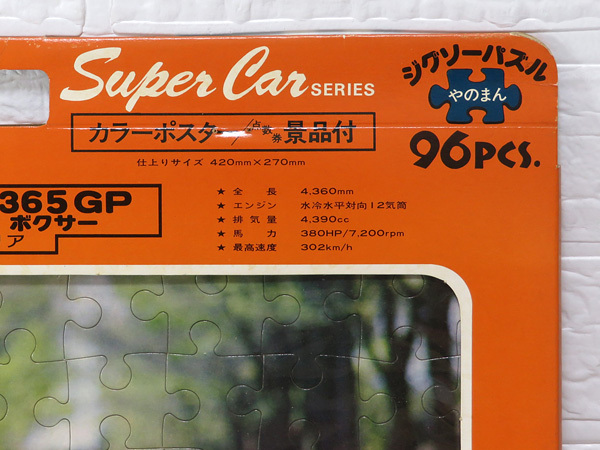 Super Car SERIES
ジグソーパズル
やのまん
カラーポスター/点数券景品付
96PCS.
仕上りサイズ 420mm×270mm
365GP
ボクサー
ア
★ 全長 4,360mm
★ エンジン 水冷水平対向12気筒
★ 排気量 4,390cc
★ 馬力 380HP/7,200rpm
★ 最高速度 302km/h